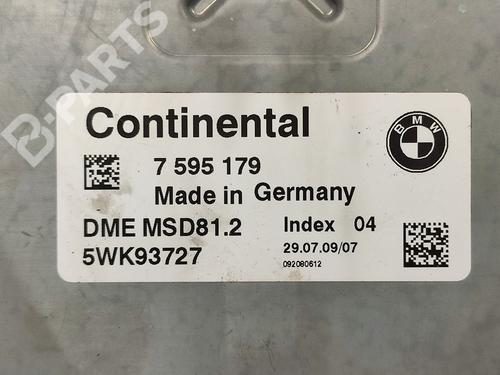 B-PARTS
Continental
BMW
7 595 179
Made in Germany
DME MSD81.2 Index 04
5WK93727 29.07.09/07
092080612